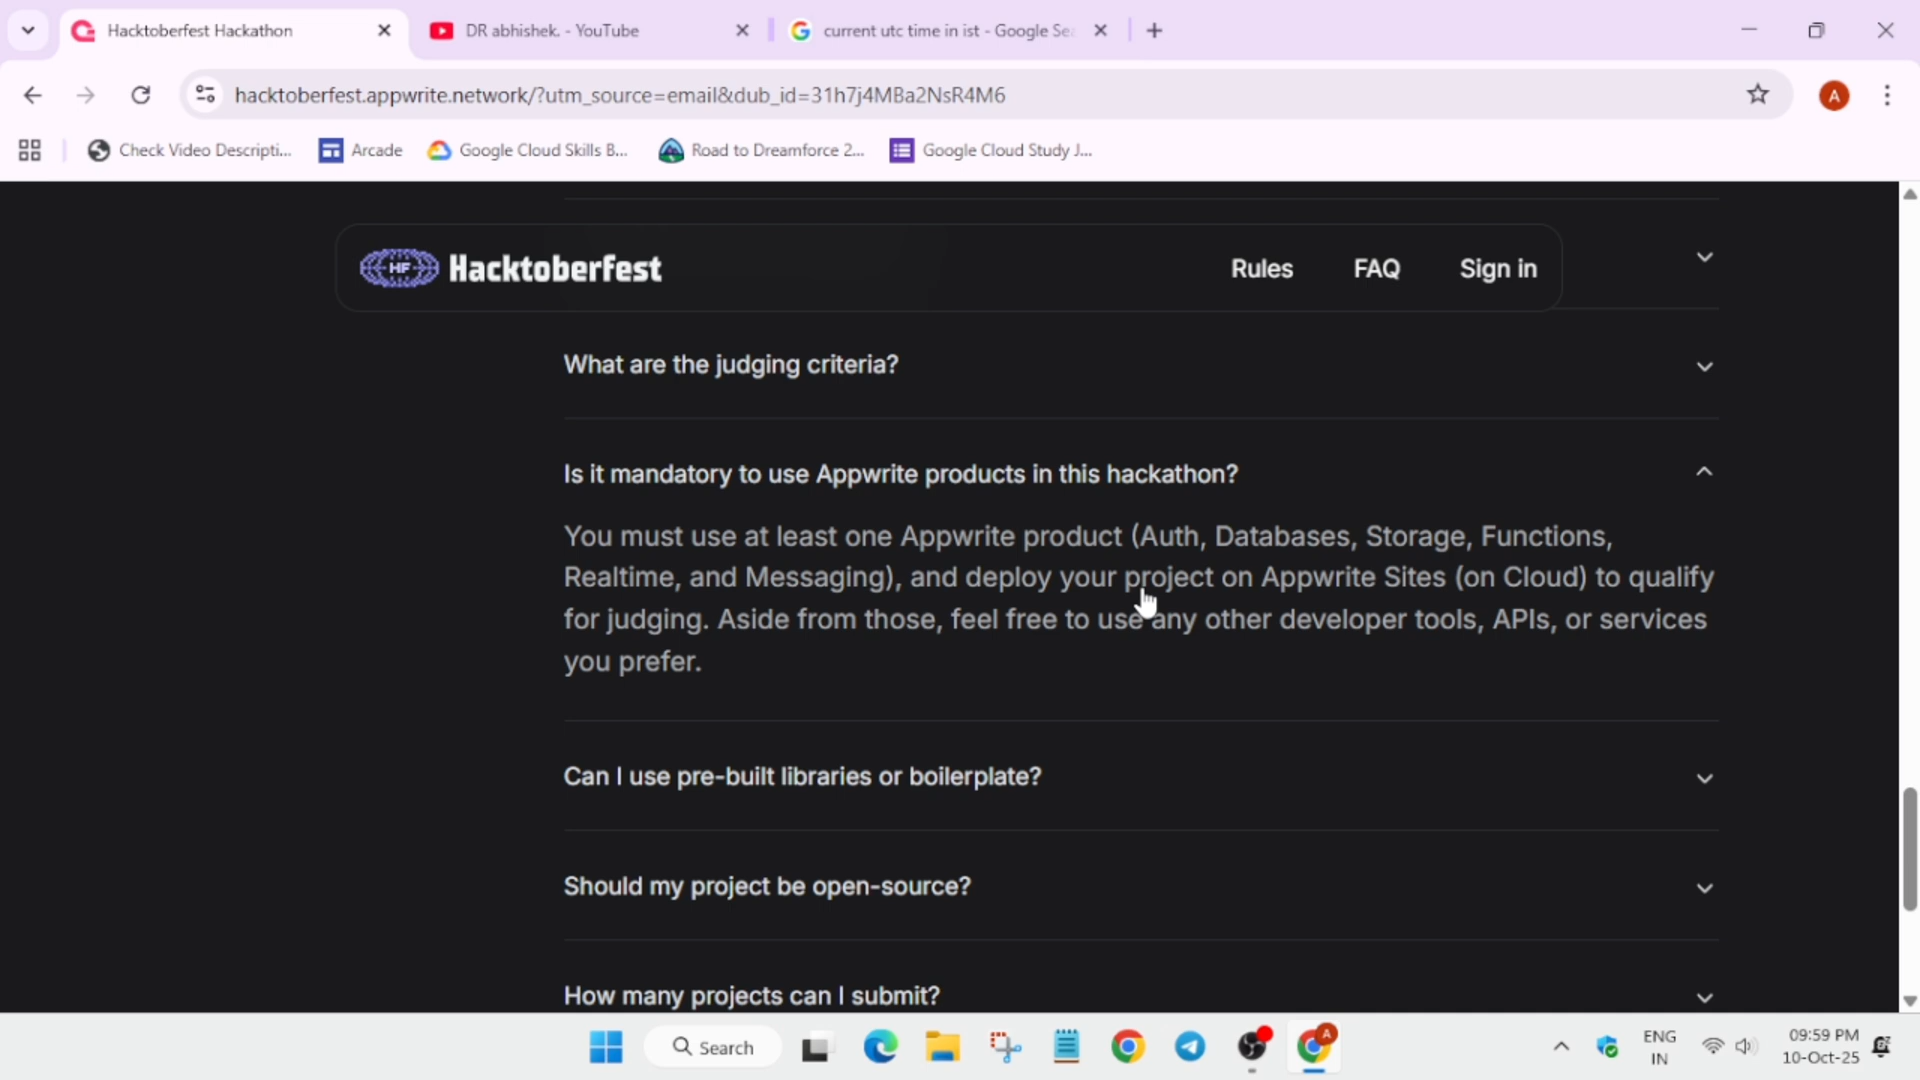 Hacktoberfest Hackathon
DR abhishek. - YouTube
current utc time in ist - Google Se
hacktoberfest.appwrite.network/?utm_source=email&dub_id=31h7j4MBa2NsR4M6
A
Check Video Descripti...
Arcade
Google Cloud Skills B...
Road to Dreamforce 2...
Google Cloud Study J...
HF Hacktoberfest
Rules
FAQ
Sign in
What are the judging criteria?
Is it mandatory to use Appwrite products in this hackathon?
You must use at least one Appwrite product (Auth, Databases, Storage, Functions,
Realtime, and Messaging), and deploy your project on Appwrite Sites (on Cloud) to qualify
for judging. Aside from those, feel free to use any other developer tools, APIs, or services
you prefer.
Can I use pre-built libraries or boilerplate?
Should my project be open-source?
How many projects can I submit?
Search
A
ENG
IN
09:59 PM
10-Oct-25